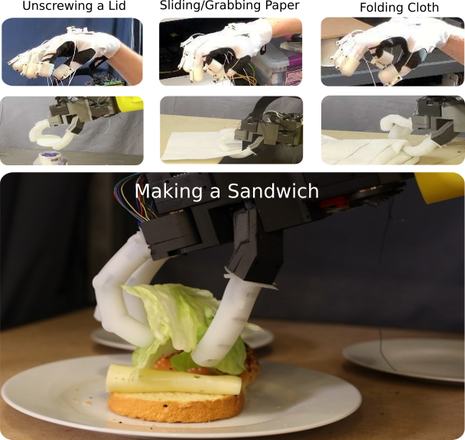 Unscrewing a Lid
Sliding/Grabbing Paper
Folding Cloth
Making a Sandwich